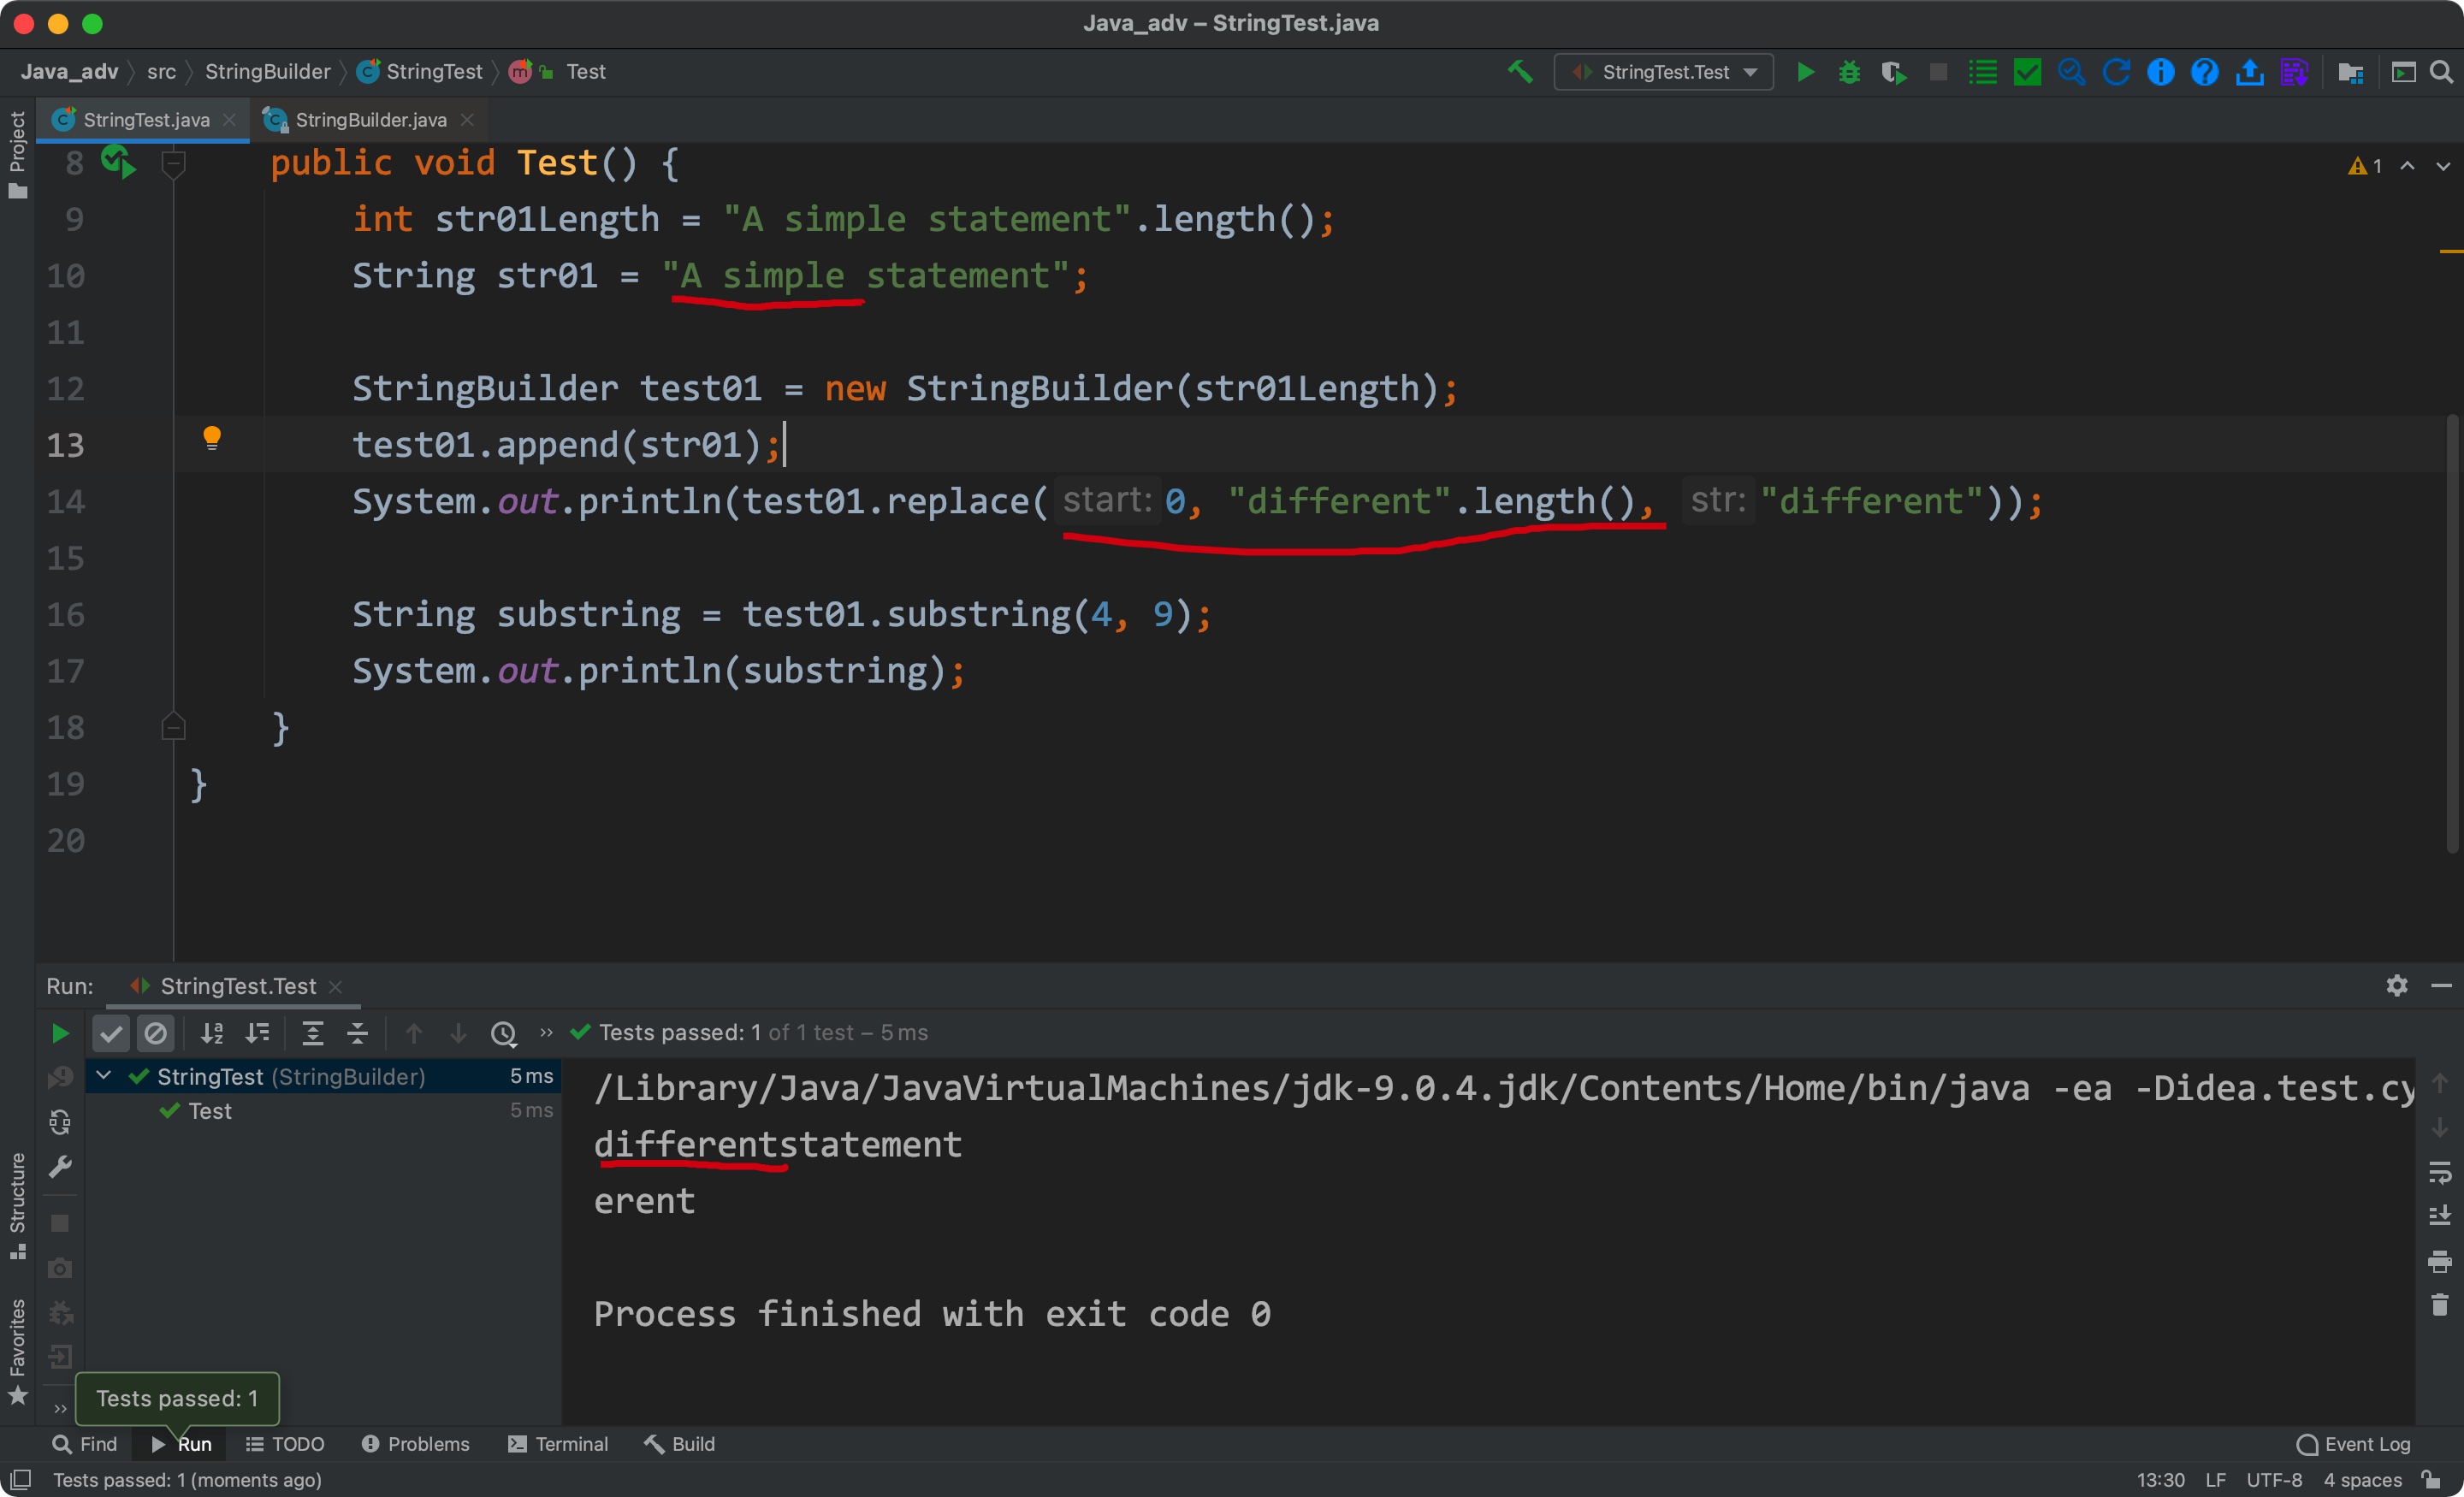 Java_adv – StringTest.java
Java_adv src StringBuilder StringTest Test StringTest.Test
Project
StringTest.java StringBuilder.java
8 public void Test() { 1
9 int str01Length = "A simple statement".length();
10 String str01 = "A simple statement";
11
12 StringBuilder test01 = new StringBuilder(str01Length);
13 test01.append(str01);
14 System.out.println(test01.replace( start: 0, "different".length(), str: "different"));
15
16 String substring = test01.substring(4, 9);
17 System.out.println(substring);
18 }
19 }
20
Run: StringTest.Test
Tests passed: 1 of 1 test – 5 ms
StringTest (StringBuilder) 5 ms
Test 5 ms
/Library/Java/JavaVirtualMachines/jdk-9.0.4.jdk/Contents/Home/bin/java -ea -Didea.test.cy
differentstatement
erent
Process finished with exit code 0
Structure
Favorites
Tests passed: 1
Find Run TODO Problems Terminal Build Event Log
Tests passed: 1 (moments ago) 13:30 LF UTF-8 4 spaces